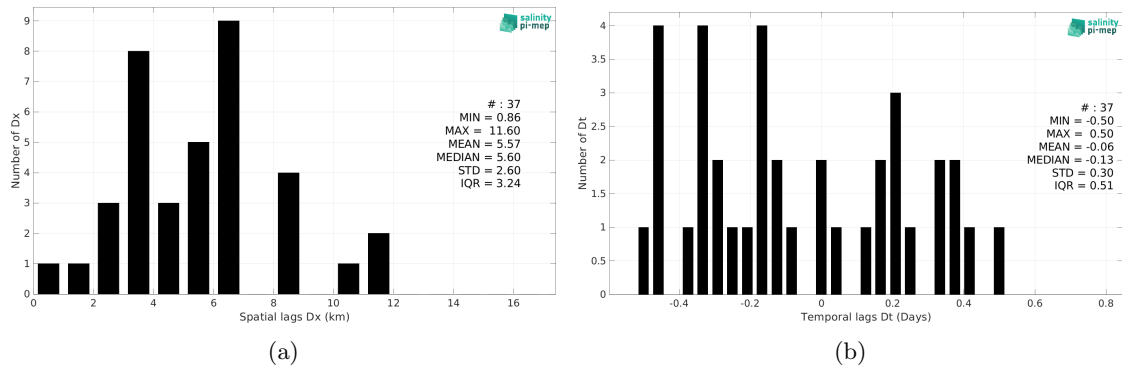 9
8
7
6
5
4
3
2
1
0
Number of Dx
0 2 4 6 8 10 12 14 16
Spatial lags Dx (km)
salinity
pi-mep
# : 37
MIN = 0.86
MAX = 11.60
MEAN = 5.57
MEDIAN = 5.60
STD = 2.60
IQR = 3.24
(a)
4
3.5
3
2.5
2
1.5
1
0.5
0
Number of Dt
-0.4 -0.2 0 0.2 0.4 0.6 0.8
Temporal lags Dt (Days)
salinity
pi-mep
# : 37
MIN = -0.50
MAX = 0.50
MEAN = -0.06
MEDIAN = -0.13
STD = 0.30
IQR = 0.51
(b)